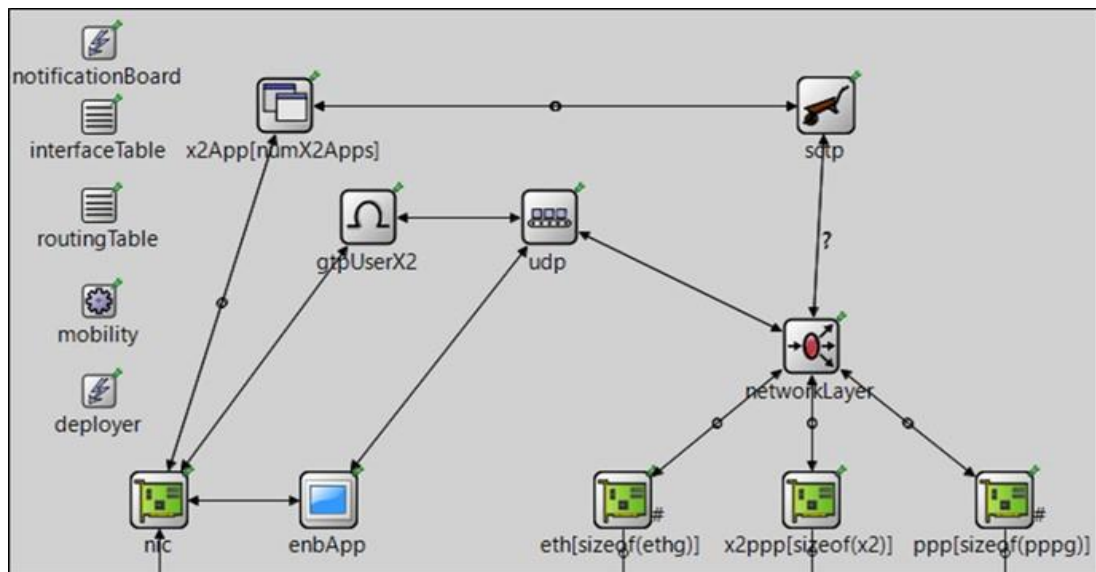 notificationBoard
interfaceTable
x2App[numX2Apps]
sctp
routingTable
gtpUserX2
udp
?
mobility
networkLayer
deployer
nic
enbApp
eth[sizeof(ethg)]
#
x2ppp[sizeof(x2)]
ppp[sizeof(pppg)]
#